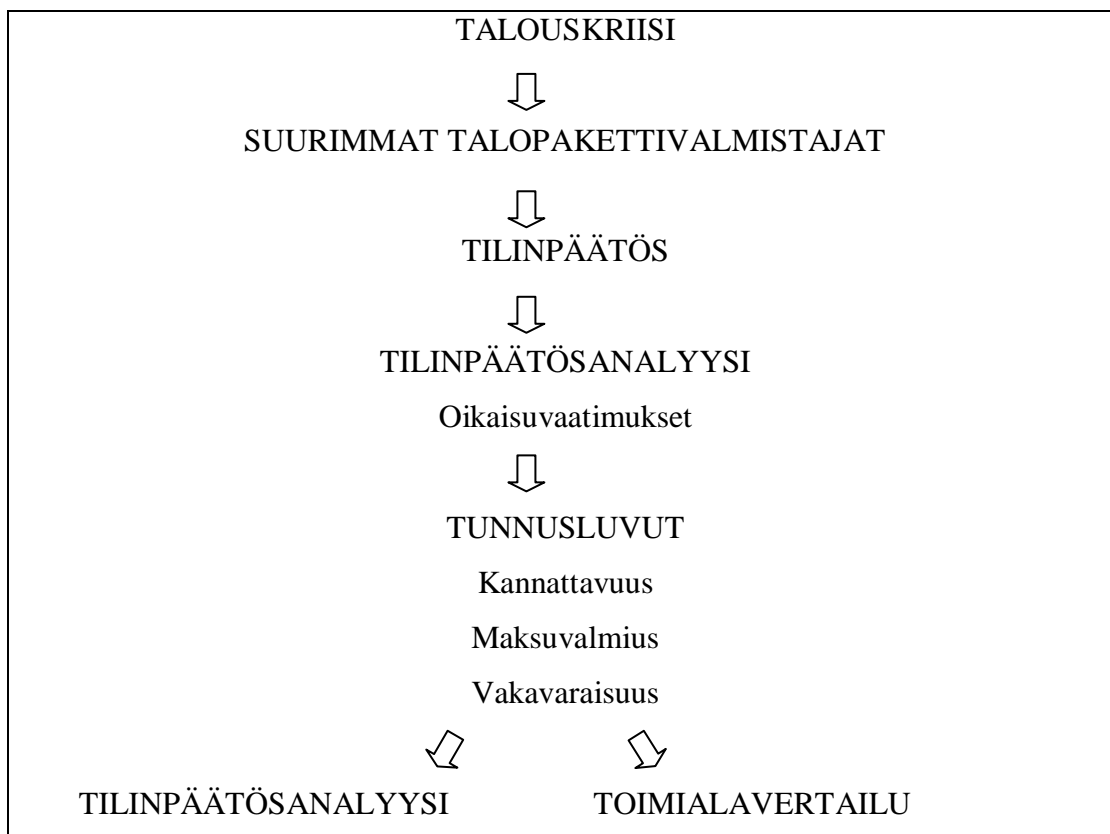 TALOUSKRIISI
SUURIMMAT TALOPAKETTIVALMISTAJAT
TILINPÄÄTÖS
TILINPÄÄTÖSANALYYSI
Oikaisuvaatimukset
TUNNUSLUVUT
Kannattavuus
Maksuvalmius
Vakavaraisuus
TILINPÄÄTÖSANALYYSI TOIMIALAVERTAILU